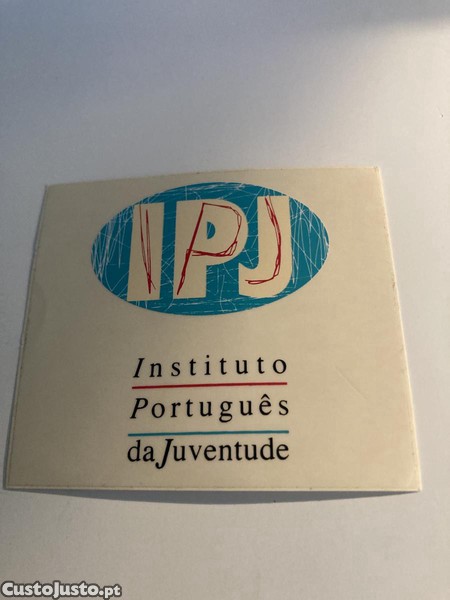 IPJ
Instituto
Português
da Juventude
CustoJusto.pt